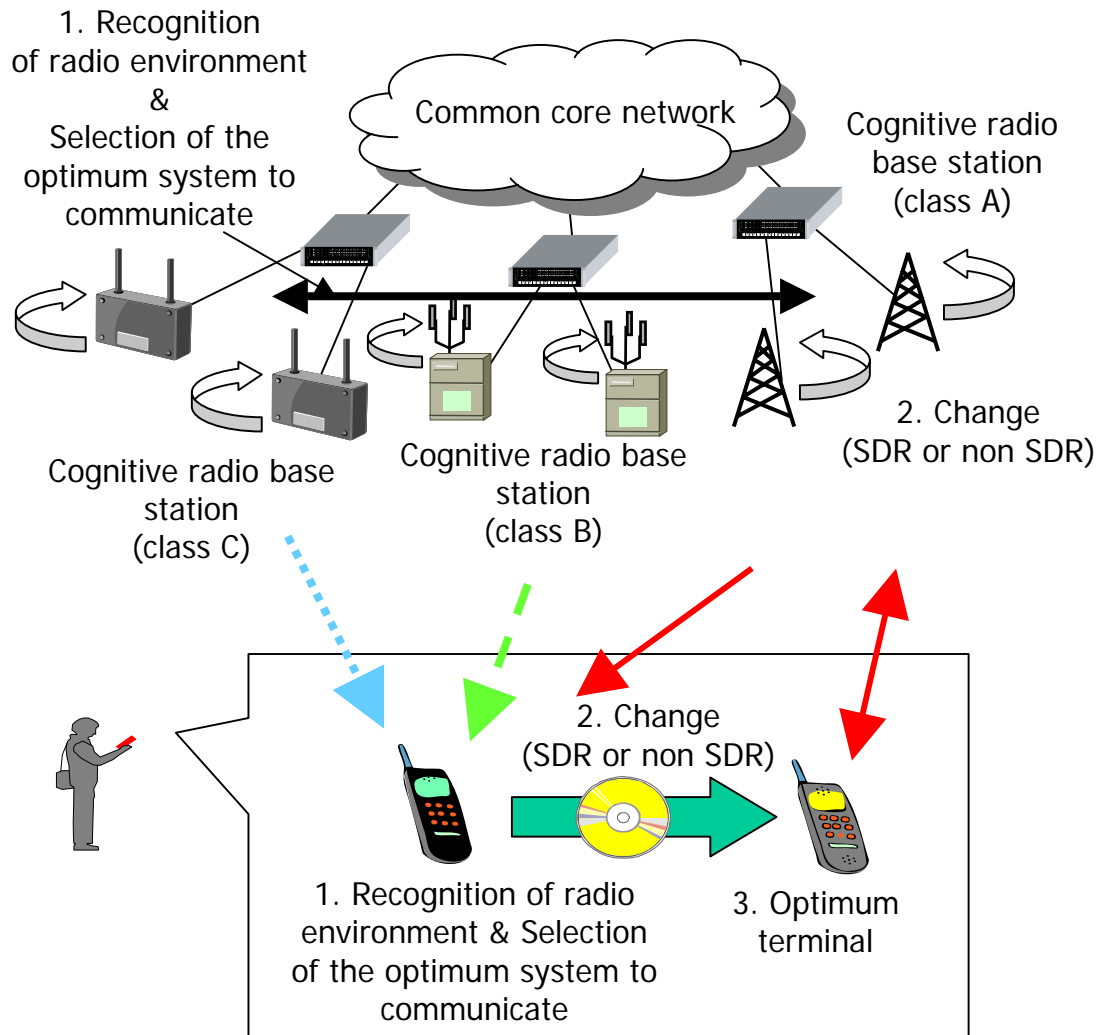 1. Recognition
of radio environment
&
Selection of the
optimum system to
communicate
Common core network
Cognitive radio
base station
(class A)
2. Change
(SDR or non SDR)
Cognitive radio base
station
(class C)
Cognitive radio base
station
(class B)
2. Change
(SDR or non SDR)
1. Recognition of radio
environment & Selection
of the optimum system to
communicate
3. Optimum
terminal